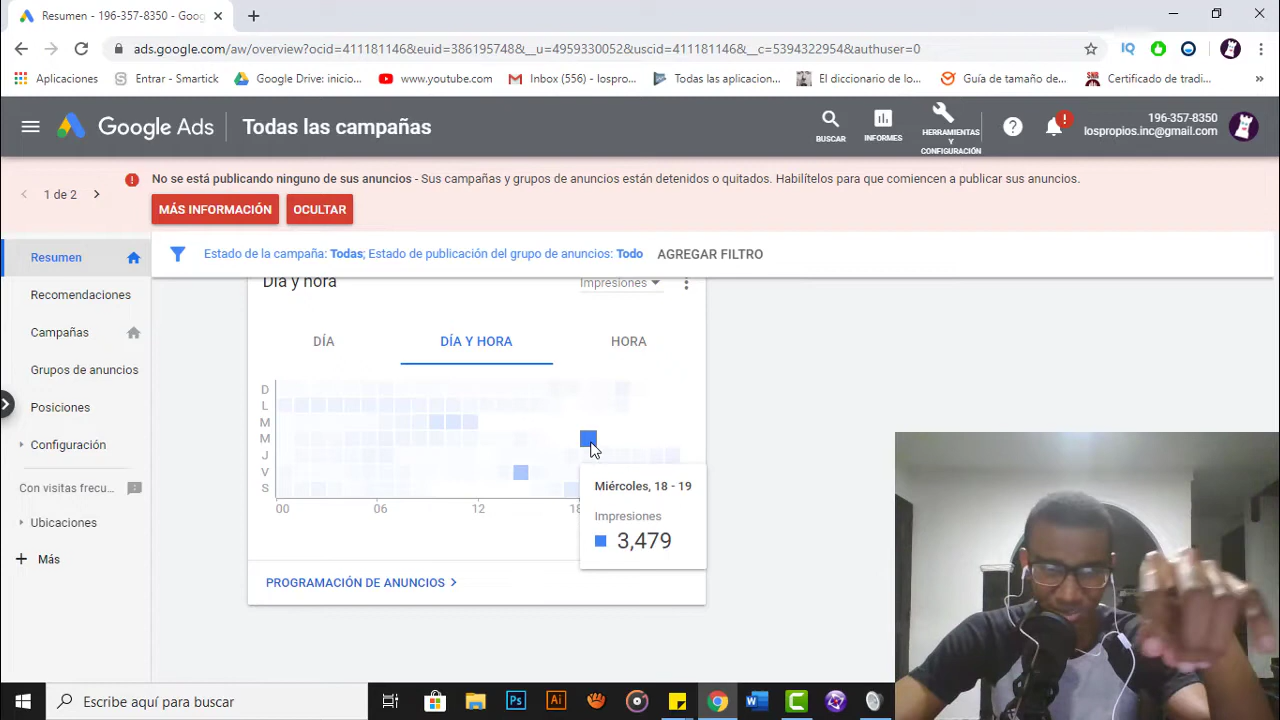 Resumen - 196-357-8350 - Goog
ads.google.com/aw/overview?ocid=411181146&euid=386195748&__u=4959330052&uscid=411181146&__c=5394322954&authuser=0
Aplicaciones
Entrar - Smartick
Google Drive: inicio...
www.youtube.com
Inbox (556) - lospro...
Todas las aplicacion...
El diccionario de lo...
Guía de tamaño de...
Certificado de tradi...
»
Google Ads
Todas las campañas
BUSCAR
INFORMES
HERRAMIENTAS
Y
CONFIGURACIÓN
196-357-8350
lospropios.inc@gmail.com
1 de 2
No se está publicando ninguno de sus anuncios - Sus campañas y grupos de anuncios están detenidos o quitados. Habilítelos para que comiencen a publicar sus anuncios.
MÁS INFORMACIÓN
OCULTAR
Estado de la campaña: Todas; Estado de publicación del grupo de anuncios: Todo
AGREGAR FILTRO
Resumen
Recomendaciones
Campañas
Grupos de anuncios
Posiciones
Configuración
Con visitas frecu...
Ubicaciones
+ Más
Día y hora
Impresiones
DÍA
DÍA Y HORA
HORA
D
L
M
M
J
V
S
00
06
12
18
Miércoles, 18 - 19
Impresiones
3,479
PROGRAMACIÓN DE ANUNCIOS
Escribe aquí para buscar